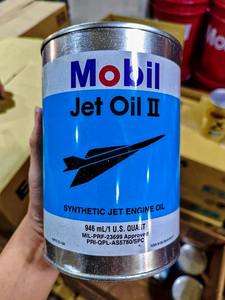 Mobil
Jet Oil II
SYNTHETIC JET ENGINE OIL
946 mL/1 U.S. QUART
MIL-PRF-23699 Approved
PRI-QPL-AS5780/SPC